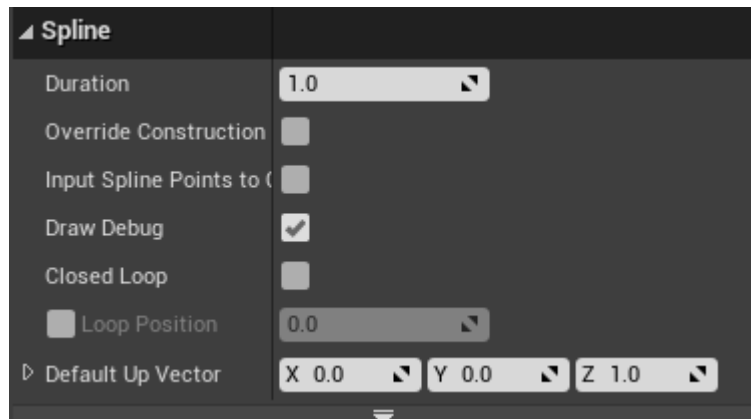 Spline
Duration 1.0
Override Construction
Input Spline Points to
Draw Debug
Closed Loop
Loop Position 0.0
Default Up Vector X 0.0 Y 0.0 Z 1.0